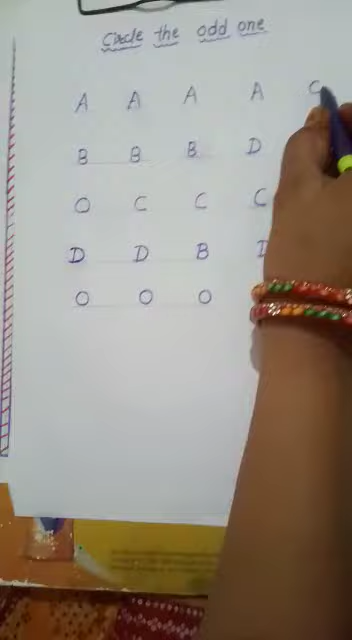 Circle the odd one
A A A A C
B B B D
O C C C
D D B D
O O O